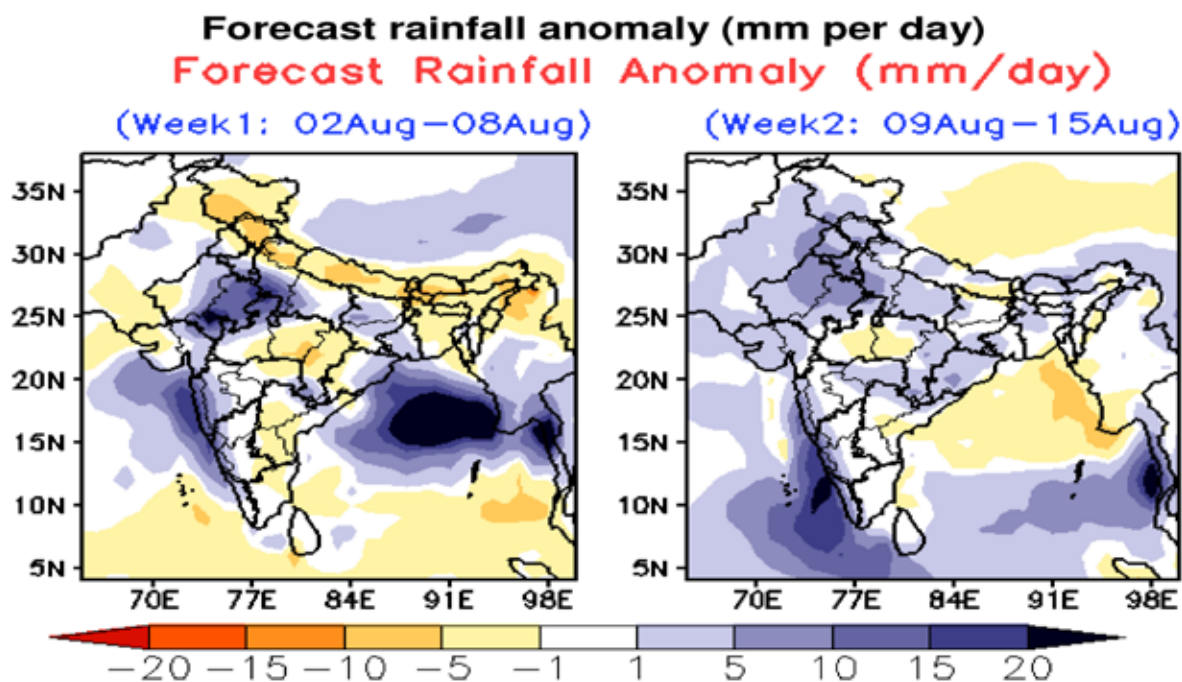 Forecast rainfall anomaly (mm per day)
Forecast Rainfall Anomaly (mm/day)
(Week1: 02Aug−08Aug) (Week2: 09Aug−15Aug)
35N 35N
30N 30N
25N 25N
20N 20N
15N 15N
10N 10N
5N 5N
70E 77E 84E 91E 98E 70E 77E 84E 91E 98E
−20 −15 −10 −5 −1 1 5 10 15 20